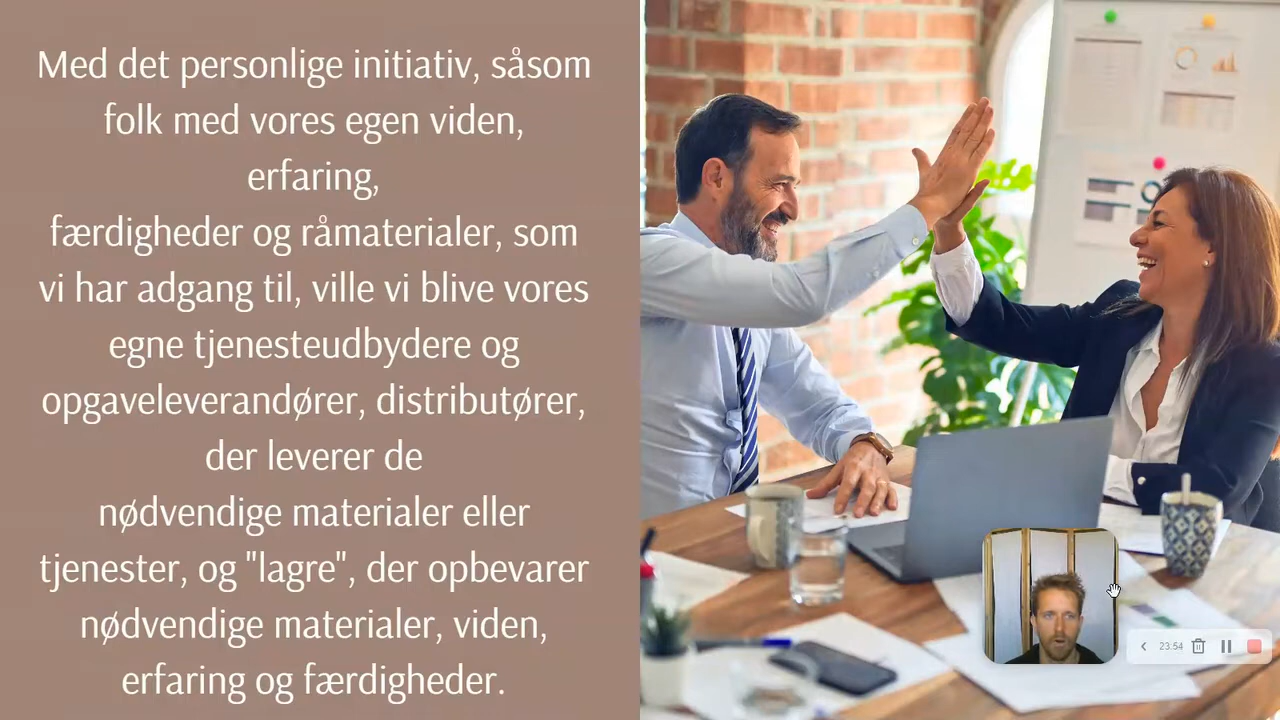 Med det personlige initiativ, såsom
folk med vores egen viden,
erfaring,
færdigheder og råmaterialer, som
vi har adgang til, ville vi blive vores
egne tjenesteudbydere og
opgaveleverandører, distributører,
der leverer de
nødvendige materialer eller
tjenester, og "lagre", der opbevarer
nødvendige materialer, viden,
erfaring og færdigheder.
23:54